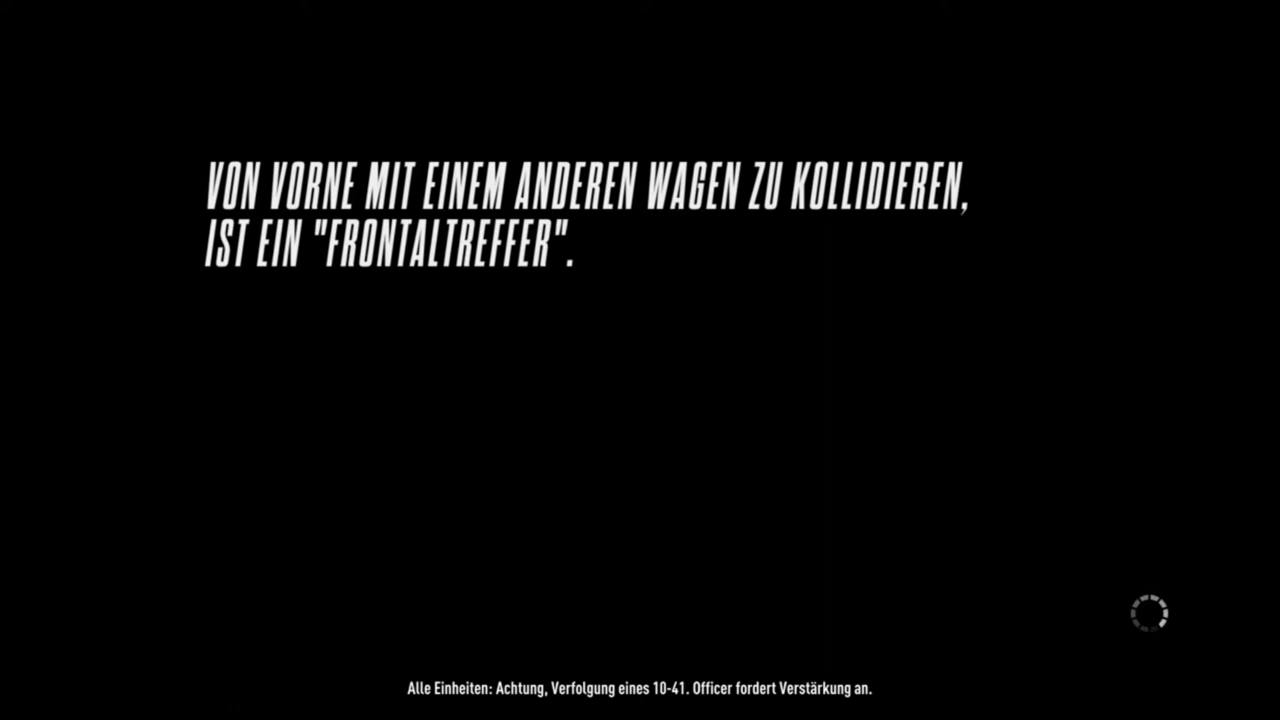 VON VORNE MIT EINEM ANDEREN WAGEN ZU KOLLIDIEREN,
IST EIN "FRONTALTREFFER".
Alle Einheiten: Achtung, Verfolgung eines 10-41. Officer fordert Verstärkung an.